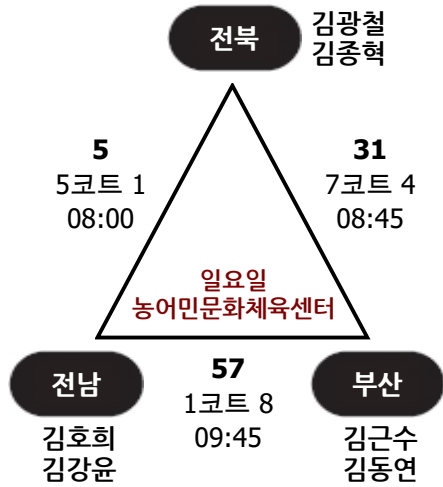 전북
김광철
김종혁
5
5코트 1
08:00
31
7코트 4
08:45
일요일
농어민문화체육센터
전남
김호희
김강윤
57
1코트 8
09:45
부산
김근수
김동연